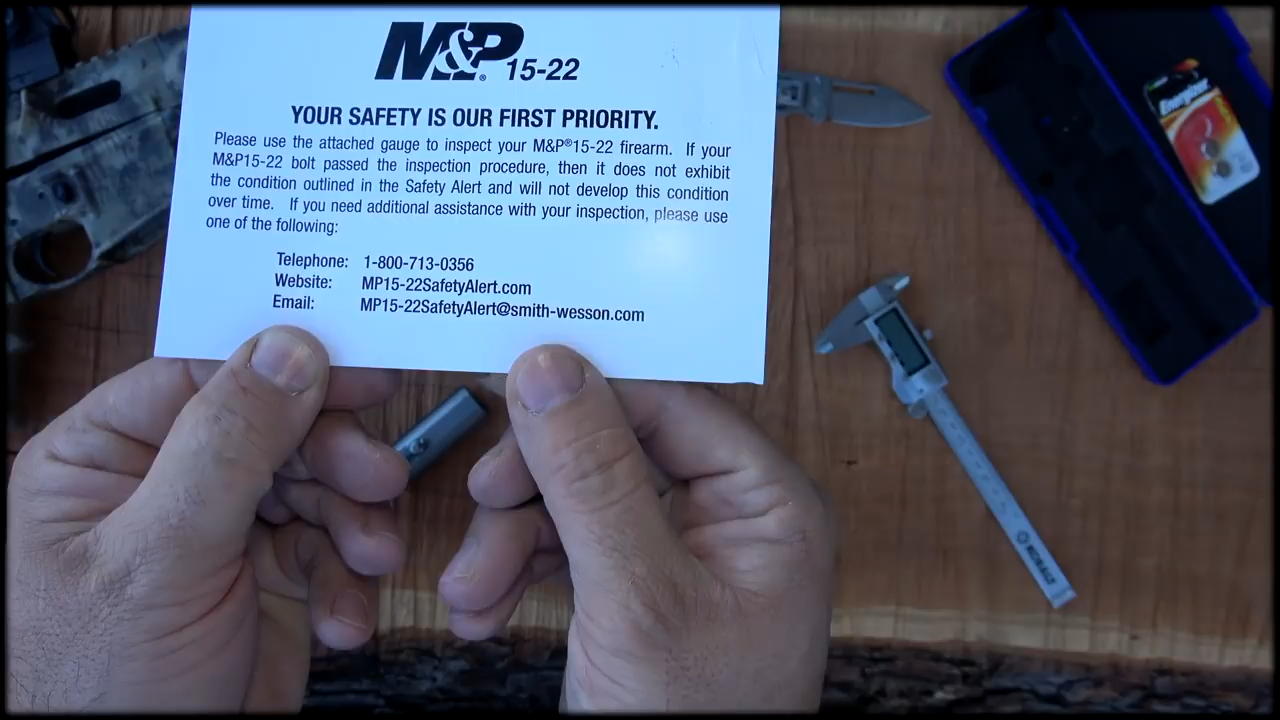 M&P® 15-22
YOUR SAFETY IS OUR FIRST PRIORITY.
Please use the attached gauge to inspect your M&P®15-22 firearm. If your
M&P15-22 bolt passed the inspection procedure, then it does not exhibit
the condition outlined in the Safety Alert and will not develop this condition
over time. If you need additional assistance with your inspection, please use
one of the following:
Telephone: 1-800-713-0356
Website: MP15-22SafetyAlert.com
Email: MP15-22SafetyAlert@smith-wesson.com
Energizer